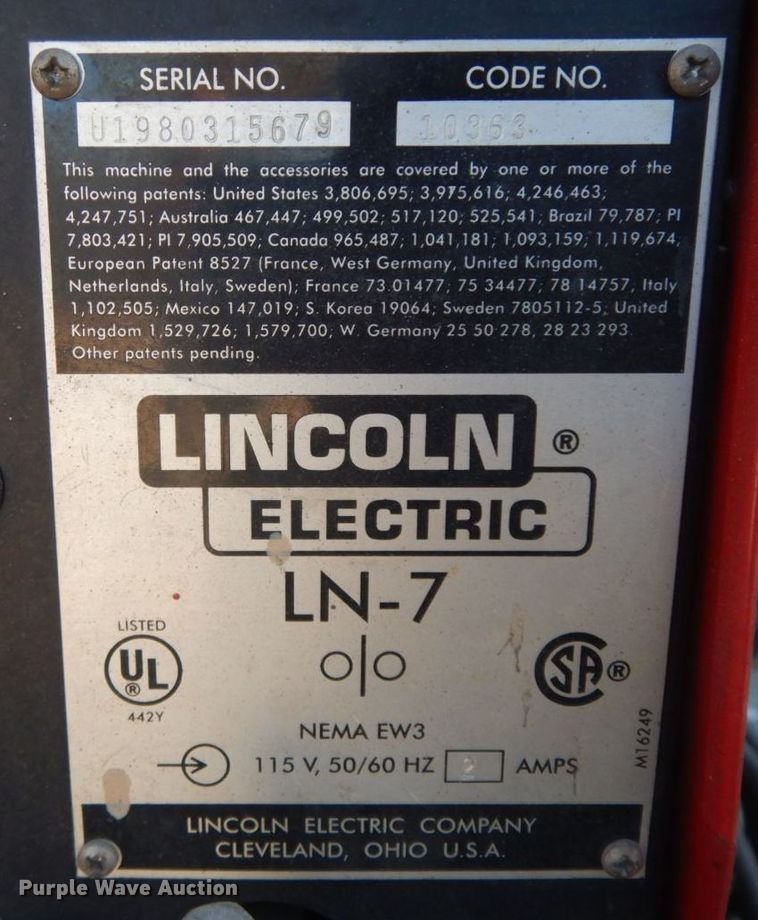 SERIAL NO. CODE NO.
U1980315679 10363
This machine and the accessories are covered by one or more of the
following patents: United States 3,806,695; 3,975,616; 4,246,463;
4,247,751; Australia 467,447; 499,502; 517,120; 525,541; Brazil 79,787; PI
7,803,421; PI 7,905,509; Canada 965,487; 1,041,181; 1,093,159; 1,119,674;
European Patent 8527 (France, West Germany, United Kingdom,
Netherlands, Italy, Sweden); France 73.01477; 75 34477; 78 14757, Italy
1,102,505; Mexico 147,019; S. Korea 19064; Sweden 7805112-5; United
Kingdom 1,529,726; 1,579,700; W. Germany 25 50 278, 28 23 293.
Other patents pending.
LINCOLN ®
ELECTRIC
LN-7
LISTED
UL ®
442Y
SA ®
NEMA EW3
115 V, 50/60 HZ 2 AMPS
M16249
LINCOLN ELECTRIC COMPANY
CLEVELAND, OHIO U.S.A.
Purple Wave Auction